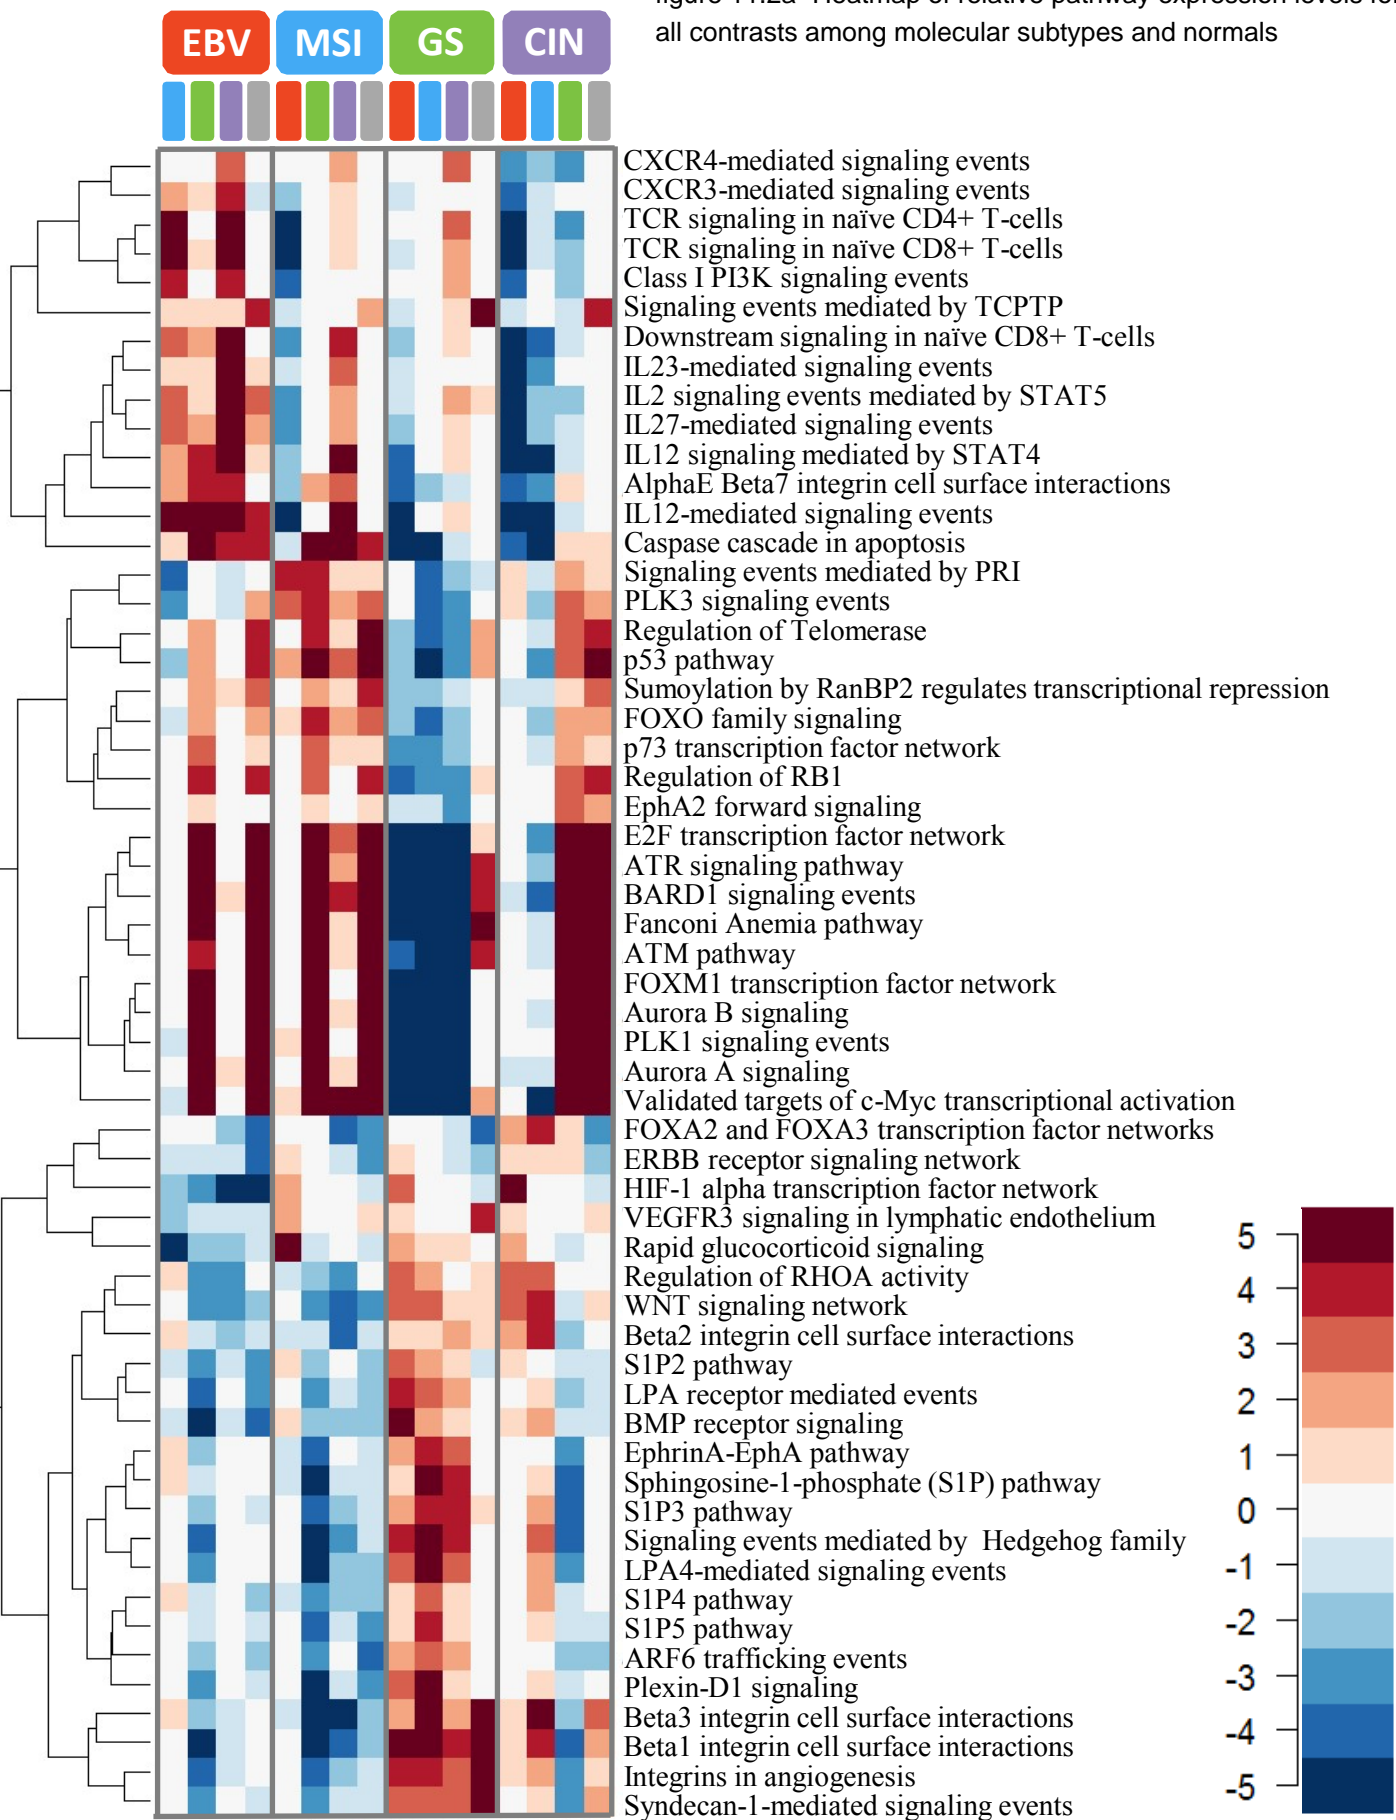 figure 11.2a Heatmap of relative pathway expression levels
all contrasts among molecular subtypes and normals
EBV MSI GS CIN
CXCR4-mediated signaling events
CXCR3-mediated signaling events
TCR signaling in naïve CD4+ T-cells
TCR signaling in naïve CD8+ T-cells
Class I PI3K signaling events
Signaling events mediated by TCPTP
Downstream signaling in naïve CD8+ T-cells
IL23-mediated signaling events
IL2 signaling events mediated by STAT5
IL27-mediated signaling events
IL12 signaling mediated by STAT4
AlphaE Beta7 integrin cell surface interactions
IL12-mediated signaling events
Caspase cascade in apoptosis
Signaling events mediated by PRI
PLK3 signaling events
Regulation of Telomerase
p53 pathway
Sumoylation by RanBP2 regulates transcriptional repression
FOXO family signaling
p73 transcription factor network
Regulation of RB1
EphA2 forward signaling
E2F transcription factor network
ATR signaling pathway
BARD1 signaling events
Fanconi Anemia pathway
ATM pathway
FOXM1 transcription factor network
Aurora B signaling
PLK1 signaling events
Aurora A signaling
Validated targets of c-Myc transcriptional activation
FOXA2 and FOXA3 transcription factor networks
ERBB receptor signaling network
HIF-1 alpha transcription factor network
VEGFR3 signaling in lymphatic endothelium
Rapid glucocorticoid signaling
Regulation of RHOA activity
WNT signaling network
Beta2 integrin cell surface interactions
S1P2 pathway
LPA receptor mediated events
BMP receptor signaling
EphrinA-EphA pathway
Sphingosine-1-phosphate (S1P) pathway
S1P3 pathway
Signaling events mediated by Hedgehog family
LPA4-mediated signaling events
S1P4 pathway
S1P5 pathway
ARF6 trafficking events
Plexin-D1 signaling
Beta3 integrin cell surface interactions
Beta1 integrin cell surface interactions
Integrins in angiogenesis
Syndecan-1-mediated signaling events
5
4
3
2
1
0
-1
-2
-3
-4
-5